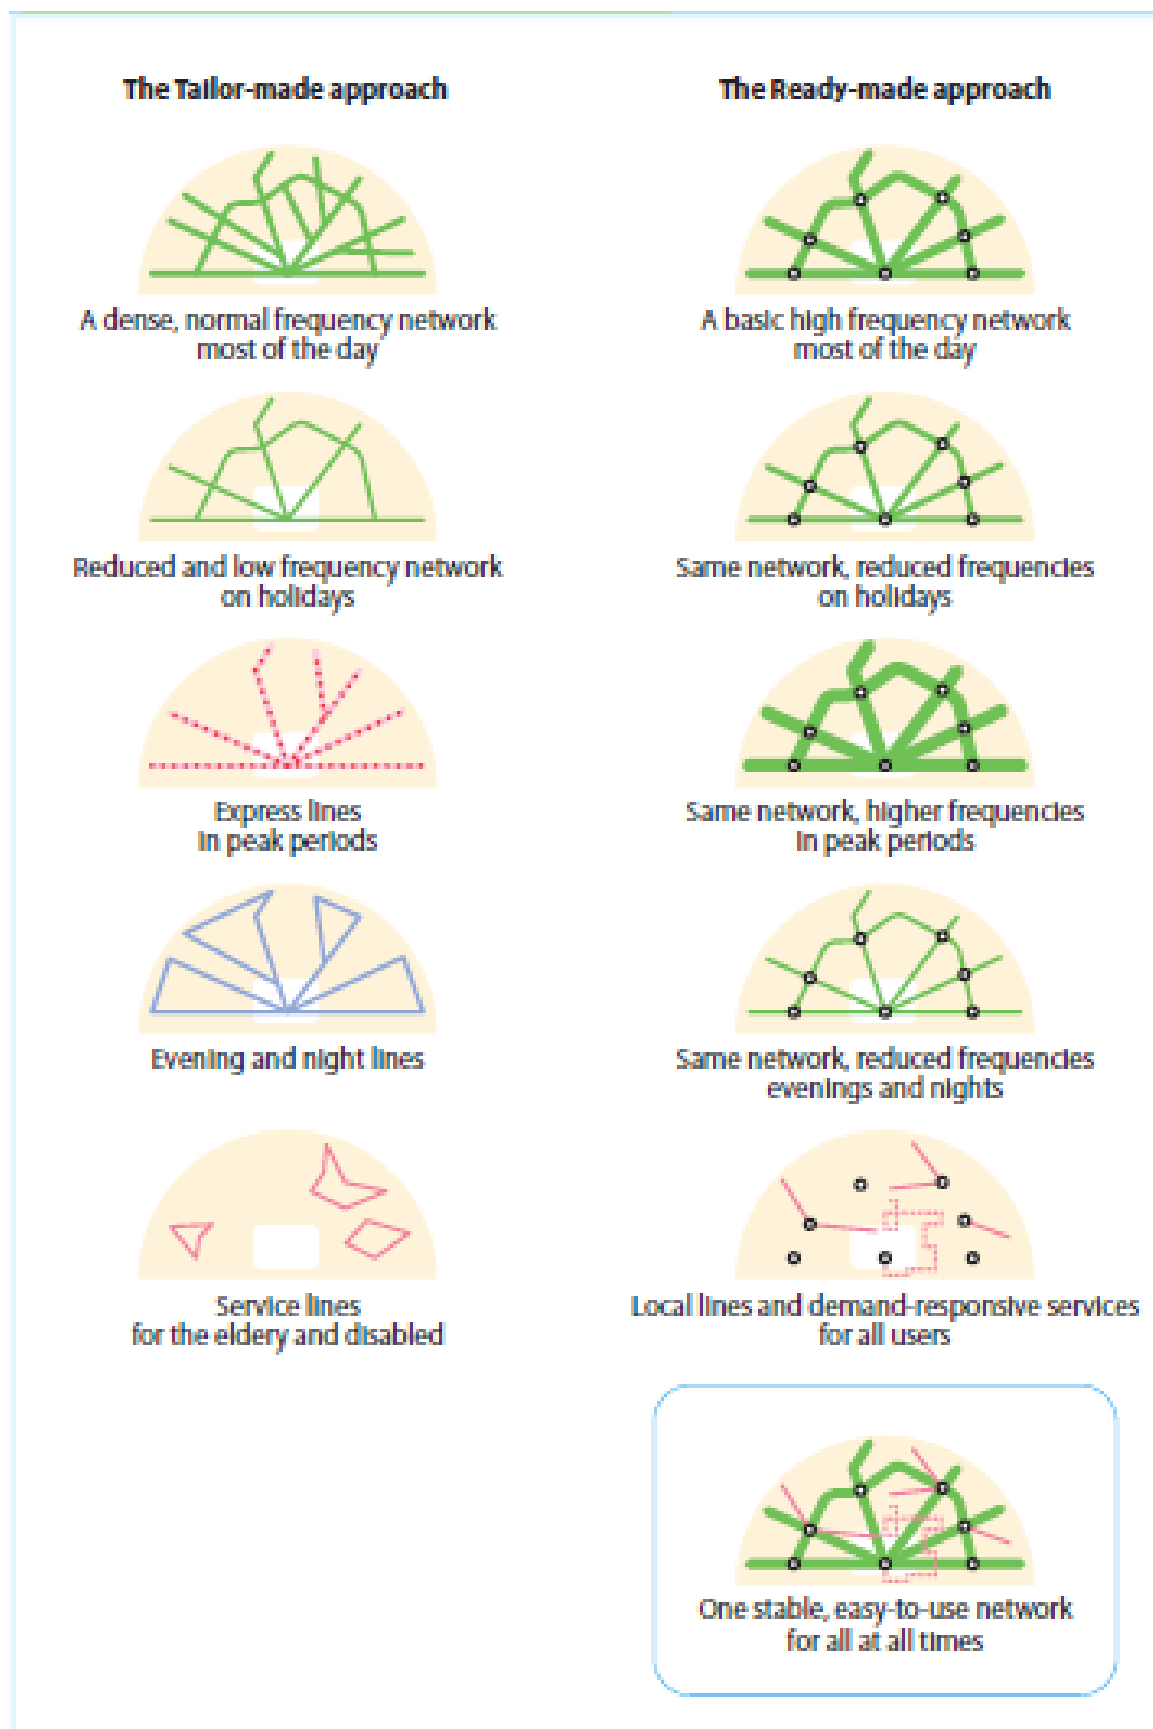 The Tailor-made approach
The Ready-made approach
A dense, normal frequency network
most of the day
A basic high frequency network
most of the day
Reduced and low frequency network
on holidays
Same network, reduced frequencies
on holidays
Express lines
in peak periods
Same network, higher frequencies
in peak periods
Evening and night lines
Same network, reduced frequencies
evenings and nights
Service lines
for the eldery and disabled
Local lines and demand-responsive services
for all users
One stable, easy-to-use network
for all at all times